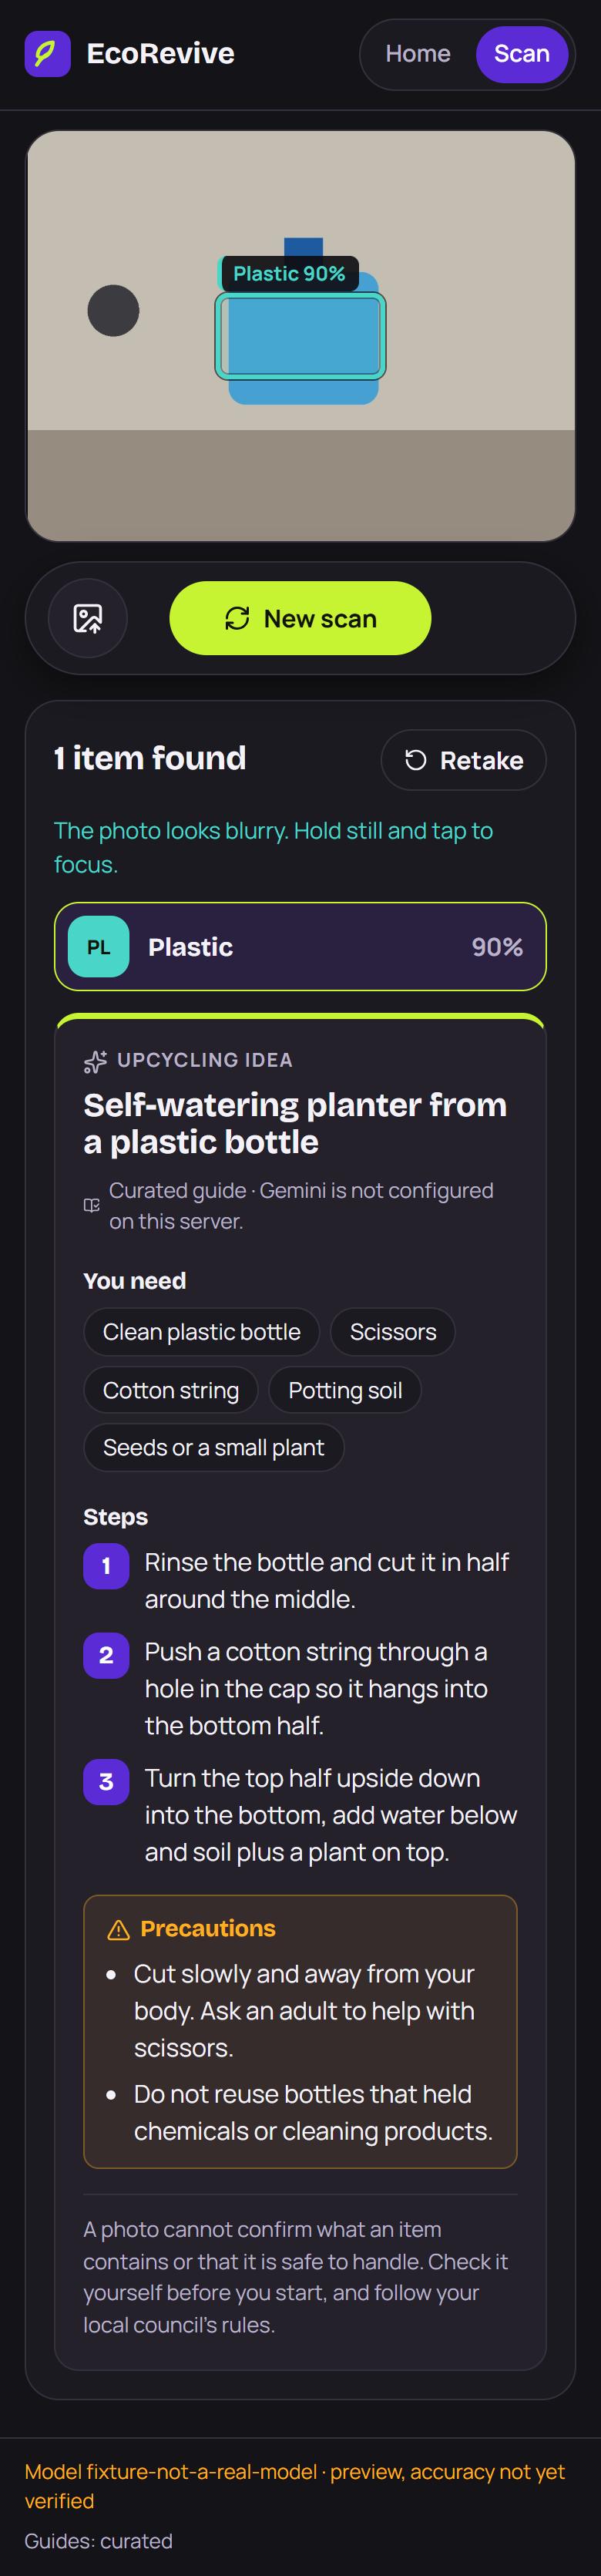 EcoRevive
Home
Scan
Plastic 90%
New scan
1 item found
Retake
The photo looks blurry. Hold still and tap to
focus.
PL
Plastic
90%
UPCYCLING IDEA
Self-watering planter from
a plastic bottle
Curated guide · Gemini is not configured
on this server.
You need
Clean plastic bottle
Scissors
Cotton string
Potting soil
Seeds or a small plant
Steps
1
Rinse the bottle and cut it in half
around the middle.
2
Push a cotton string through a
hole in the cap so it hangs into
the bottom half.
3
Turn the top half upside down
into the bottom, add water below
and soil plus a plant on top.
Precautions
• Cut slowly and away from your
body. Ask an adult to help with
scissors.
• Do not reuse bottles that held
chemicals or cleaning products.
A photo cannot confirm what an item
contains or that it is safe to handle. Check it
yourself before you start, and follow your
local council's rules.
Model fixture-not-a-real-model · preview, accuracy not yet
verified
Guides: curated